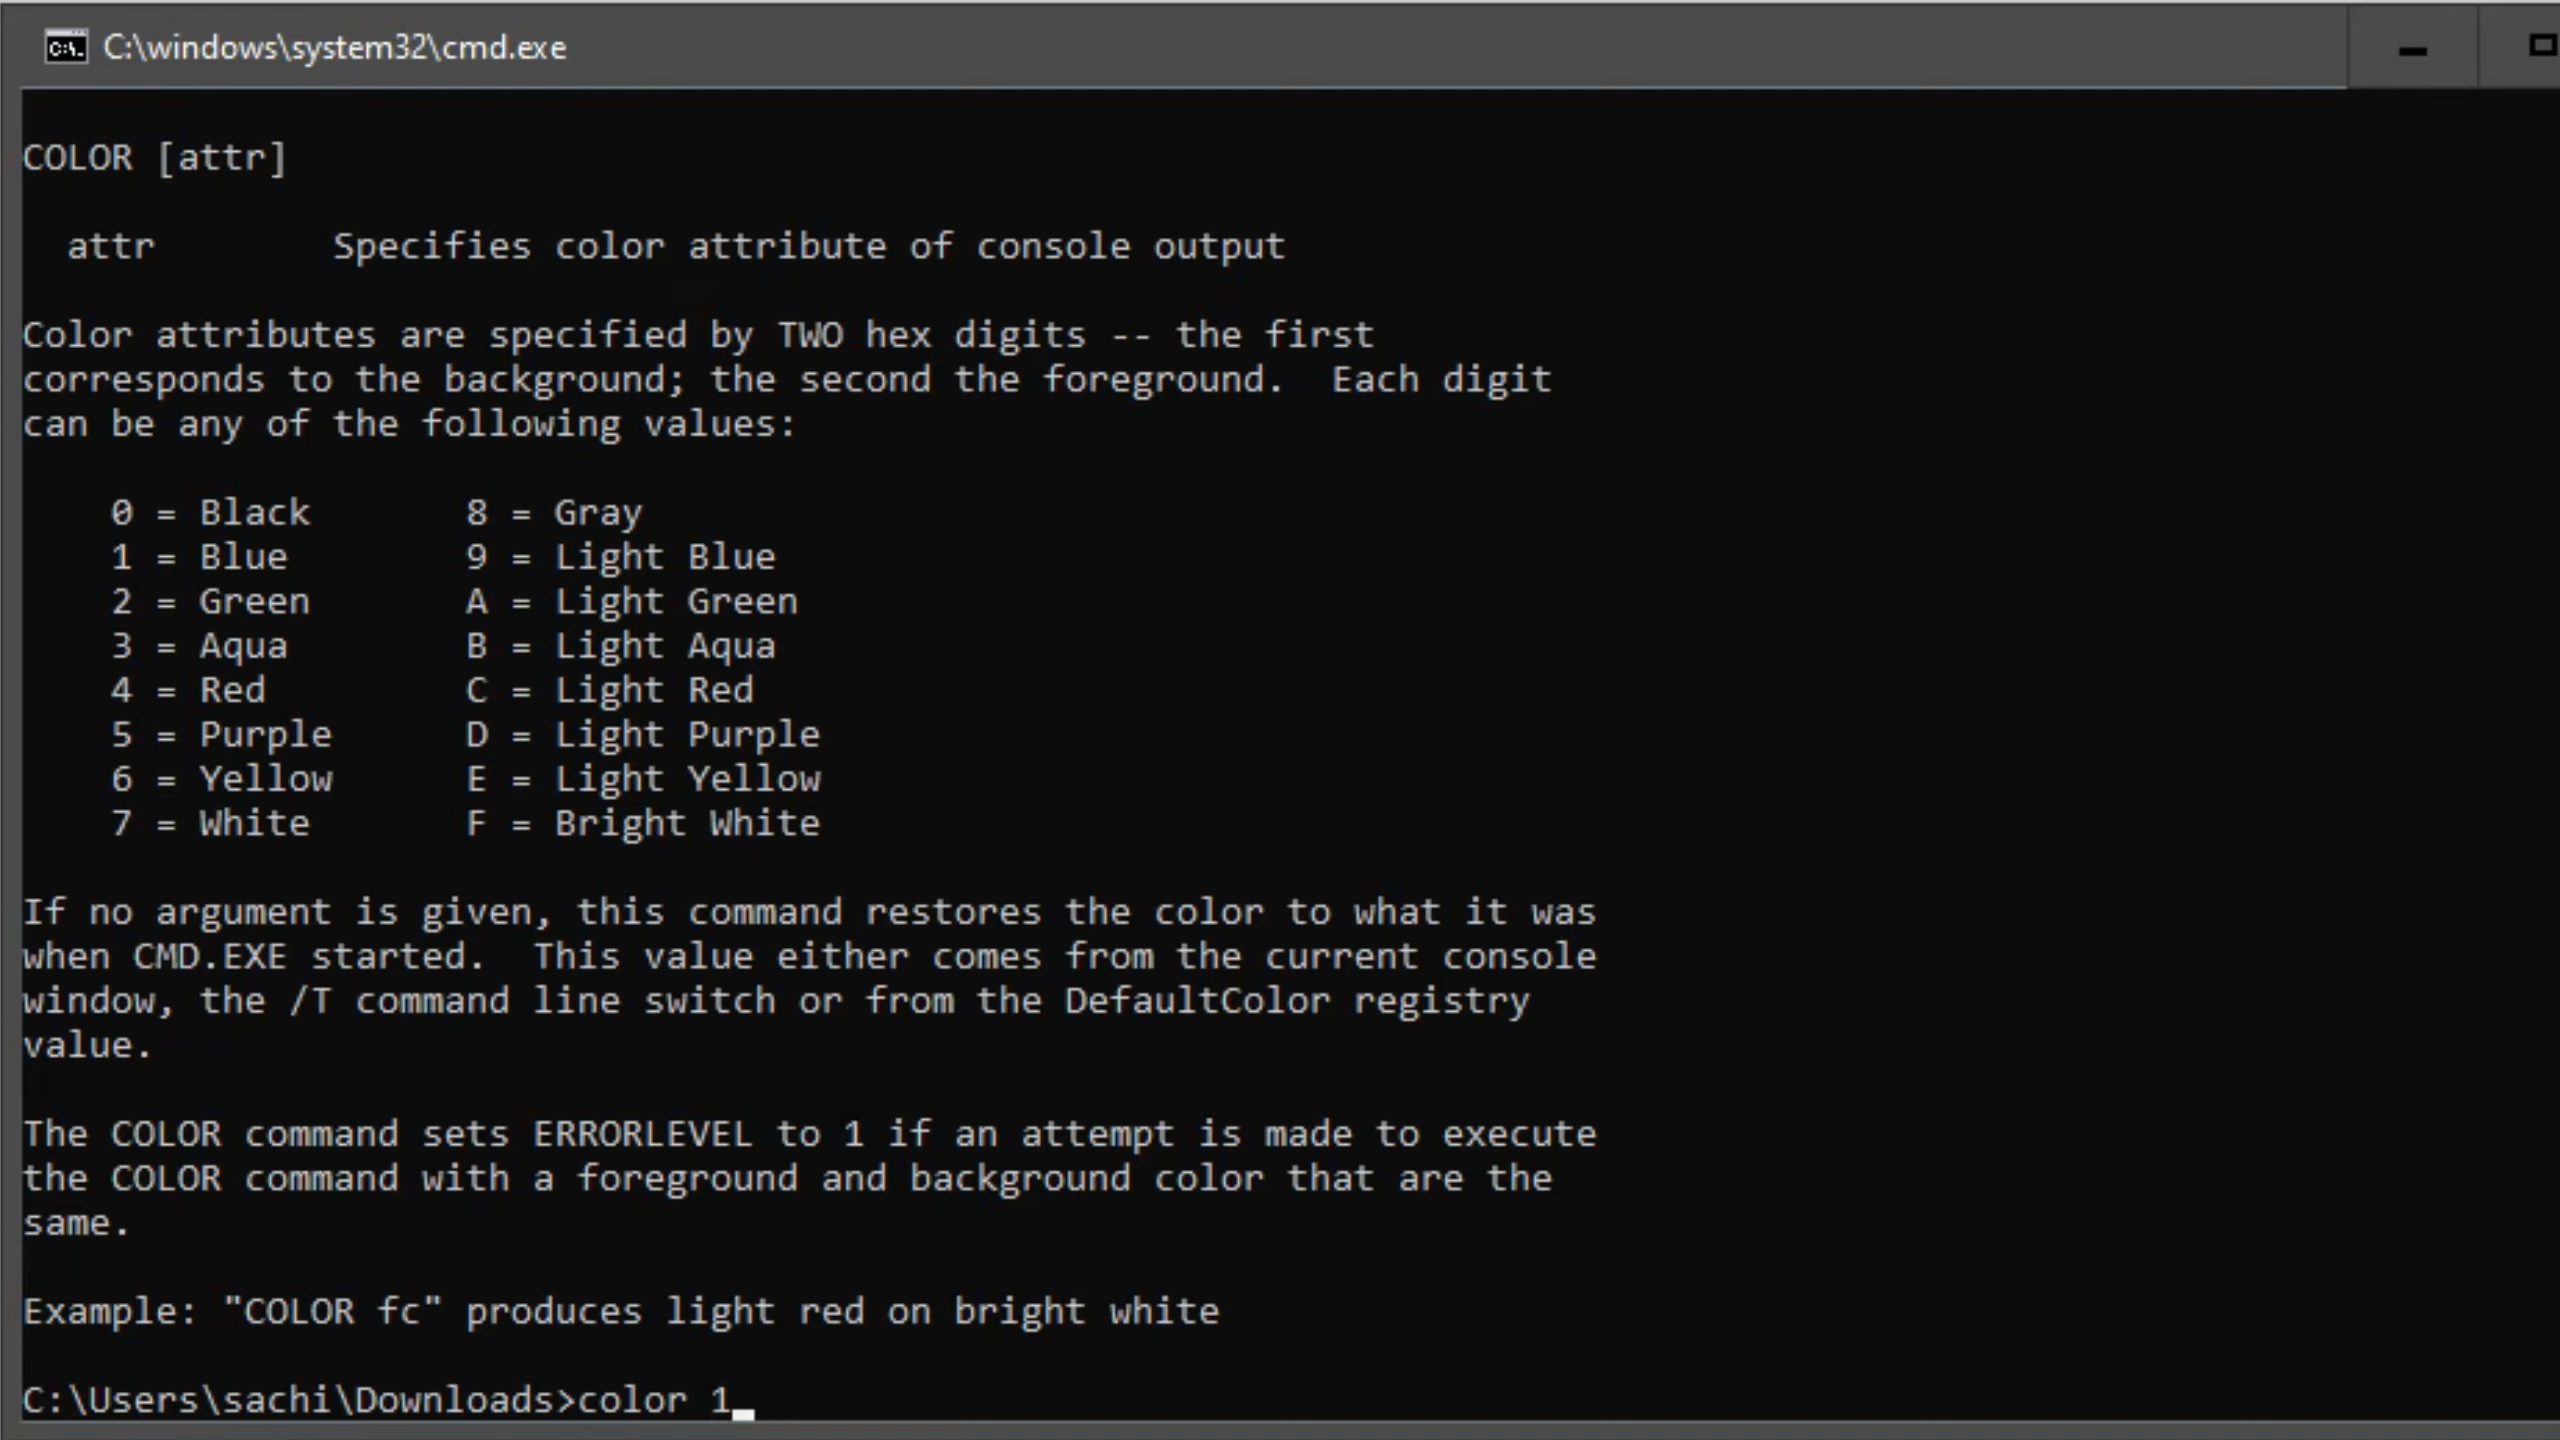 C:\windows\system32\cmd.exe
COLOR [attr]
attr        Specifies color attribute of console output
Color attributes are specified by TWO hex digits -- the first
corresponds to the background; the second the foreground.  Each digit
can be any of the following values:
0 = Black       8 = Gray
1 = Blue        9 = Light Blue
2 = Green       A = Light Green
3 = Aqua        B = Light Aqua
4 = Red         C = Light Red
5 = Purple      D = Light Purple
6 = Yellow      E = Light Yellow
7 = White       F = Bright White
If no argument is given, this command restores the color to what it was
when CMD.EXE started.  This value either comes from the current console
window, the /T command line switch or from the DefaultColor registry
value.
The COLOR command sets ERRORLEVEL to 1 if an attempt is made to execute
the COLOR command with a foreground and background color that are the
same.
Example: "COLOR fc" produces light red on bright white
C:\Users\sachi\Downloads>color 1